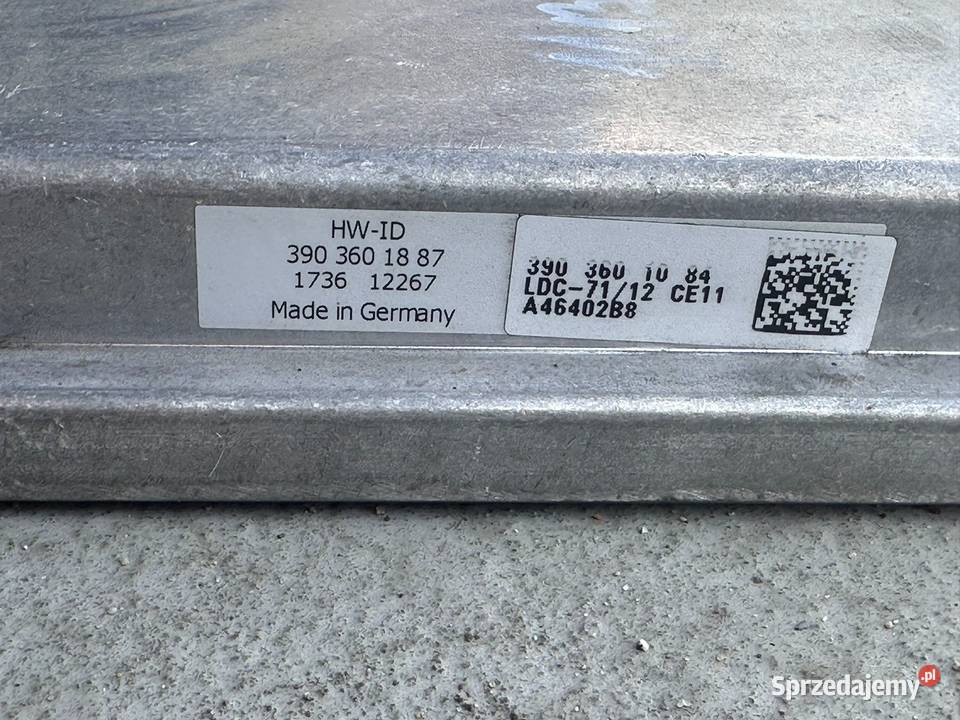 HW-ID
390 360 18 87
1736 12267
Made in Germany
390 360 10 84
LDC-71/12 CE11
A46402B8
Sprzedajemy.pl